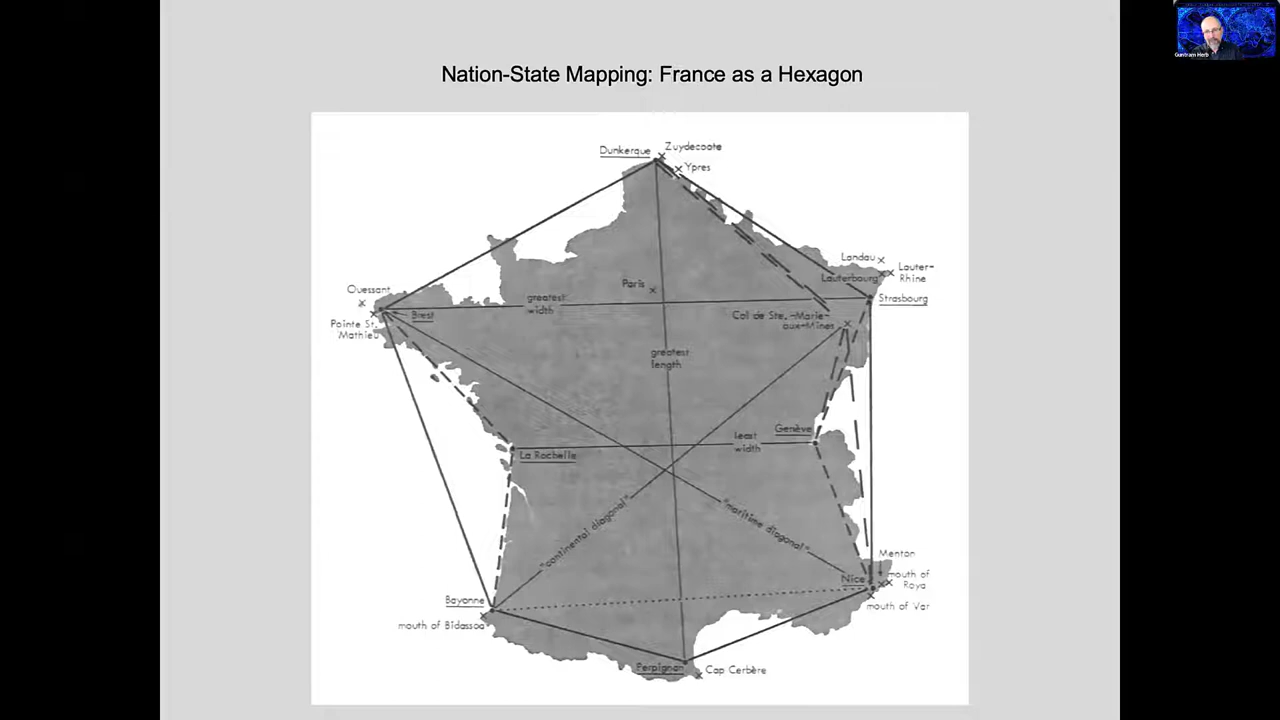 Guntram Herb
Nation-State Mapping: France as a Hexagon
Dunkerque
Zuydecoote
Ypres
Landau
Lauter-
Rhine
Lauterbourg
Strasbourg
Paris
Ouessant
greatest
width
Pointe St.
Mathieu
Brest
Col de Ste.-Marie-
aux-Mines
greatest
length
Genève
least
width
La Rochelle
"continental diagonal"
"maritime diagonal"
Menton
Nice
mouth of
Roya
mouth of Var
Bayonne
mouth of Bidassoa
Perpignan
Cap Cerbère